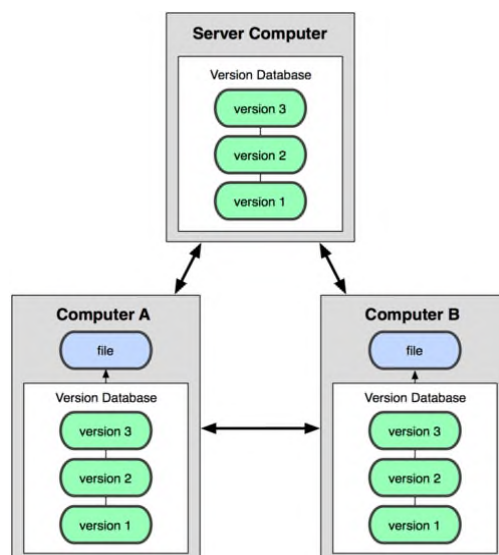 Server Computer
Version Database
version 3
version 2
version 1
Computer A
file
Version Database
version 3
version 2
version 1
Computer B
file
Version Database
version 3
version 2
version 1